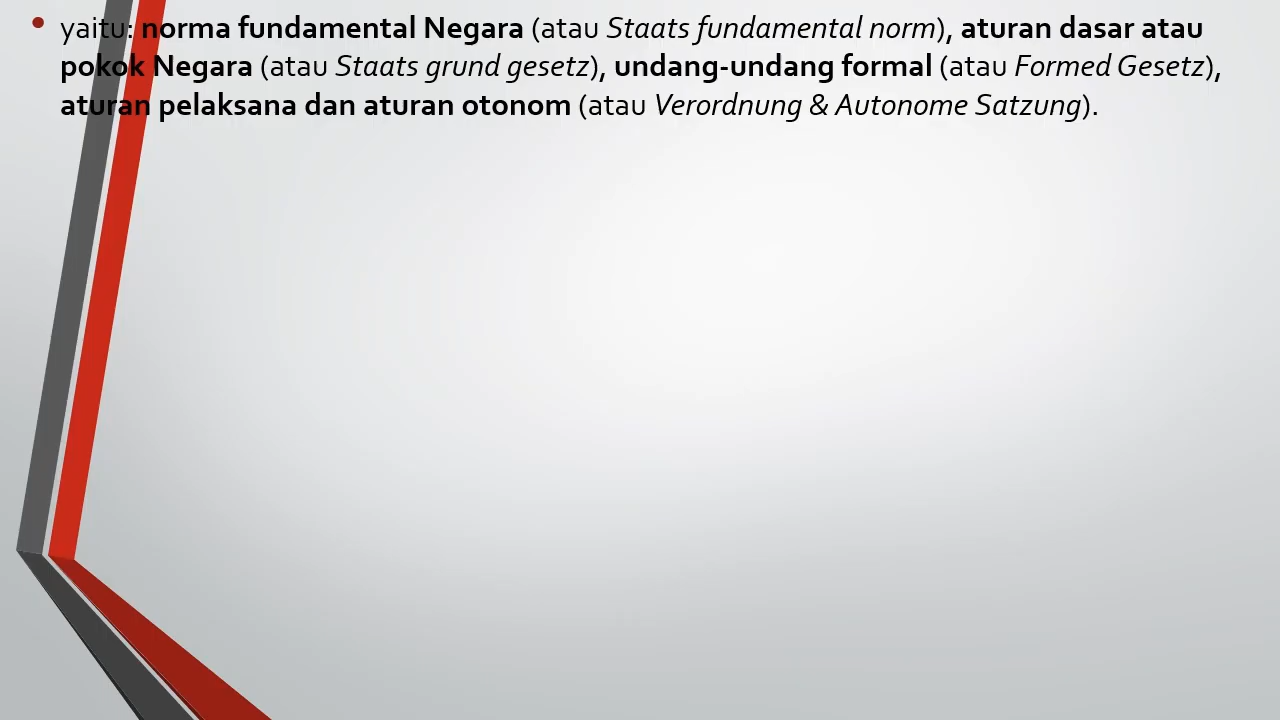 • yaitu: norma fundamental Negara (atau Staats fundamental norm), aturan dasar atau
pokok Negara (atau Staats grund gesetz), undang-undang formal (atau Formed Gesetz),
aturan pelaksana dan aturan otonom (atau Verordnung & Autonome Satzung).